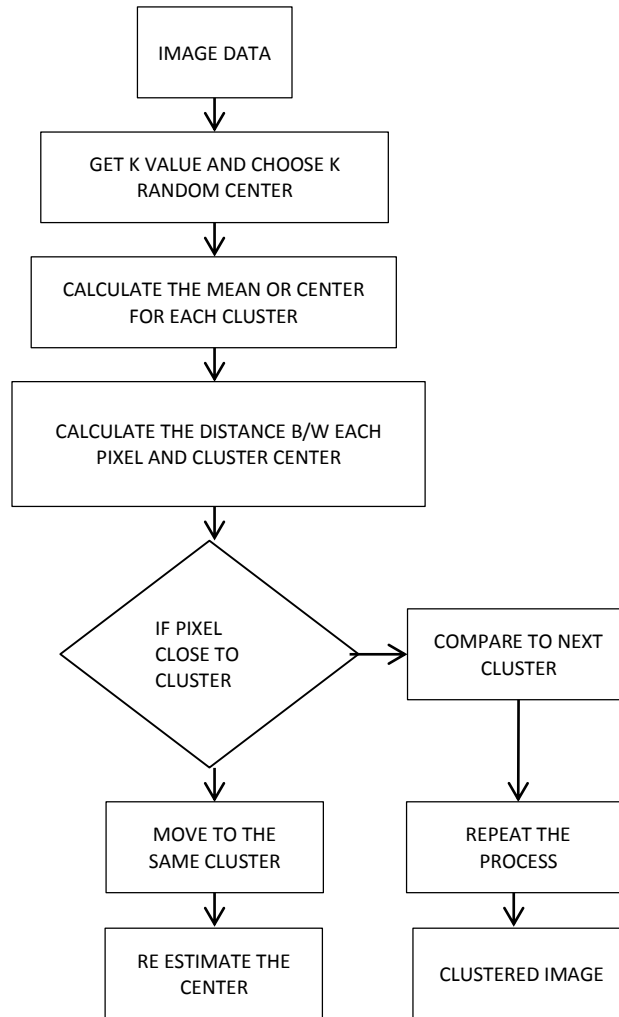 IMAGE DATA
GET K VALUE AND CHOOSE K
RANDOM CENTER
CALCULATE THE MEAN OR CENTER
FOR EACH CLUSTER
CALCULATE THE DISTANCE B/W EACH
PIXEL AND CLUSTER CENTER
IF PIXEL
CLOSE TO
CLUSTER
COMPARE TO NEXT
CLUSTER
MOVE TO THE
SAME CLUSTER
REPEAT THE
PROCESS
RE ESTIMATE THE
CENTER
CLUSTERED IMAGE